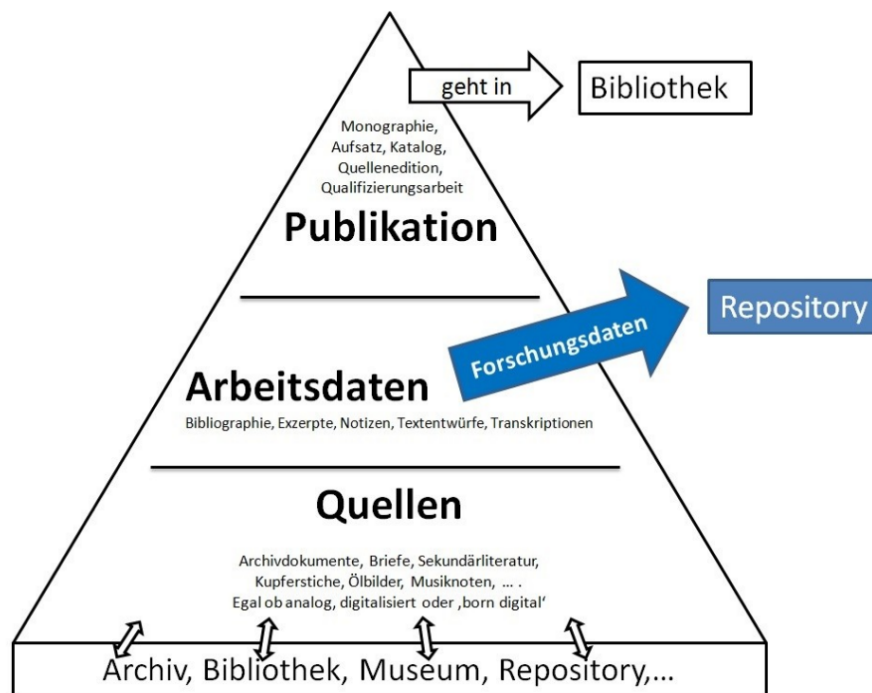 geht in
Bibliothek
Monographie,
Aufsatz, Katalog,
Quellenedition,
Qualifizierungsarbeit
Publikation
Forschungsdaten
Repository
Arbeitsdaten
Bibliographie, Exzerpte, Notizen, Textentwürfe, Transkriptionen
Quellen
Archivdokumente, Briefe, Sekundärliteratur,
Kupferstiche, Ölbilder, Musiknoten, ... .
Egal ob analog, digitalisiert oder ‚born digital‘
Archiv, Bibliothek, Museum, Repository,...